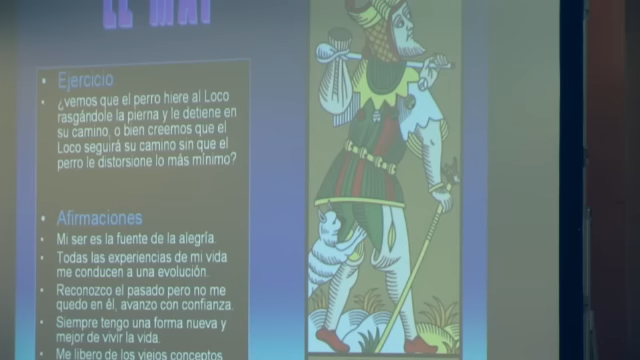 LE MAT
Ejercicio
¿vemos que el perro hiere al Loco
rasgándole la pierna y le detiene en
su camino, o bien creemos que el
Loco seguirá su camino sin que el
perro le distorsione lo más mínimo?
Afirmaciones
Mi ser es la fuente de la alegría.
Todas las experiencias de mi vida
me conducen a una evolución.
Reconozco el pasado pero no me
quedo en él, avanzo con confianza.
Siempre tengo una forma nueva y
mejor de vivir la vida.
Me libero de los viejos conceptos